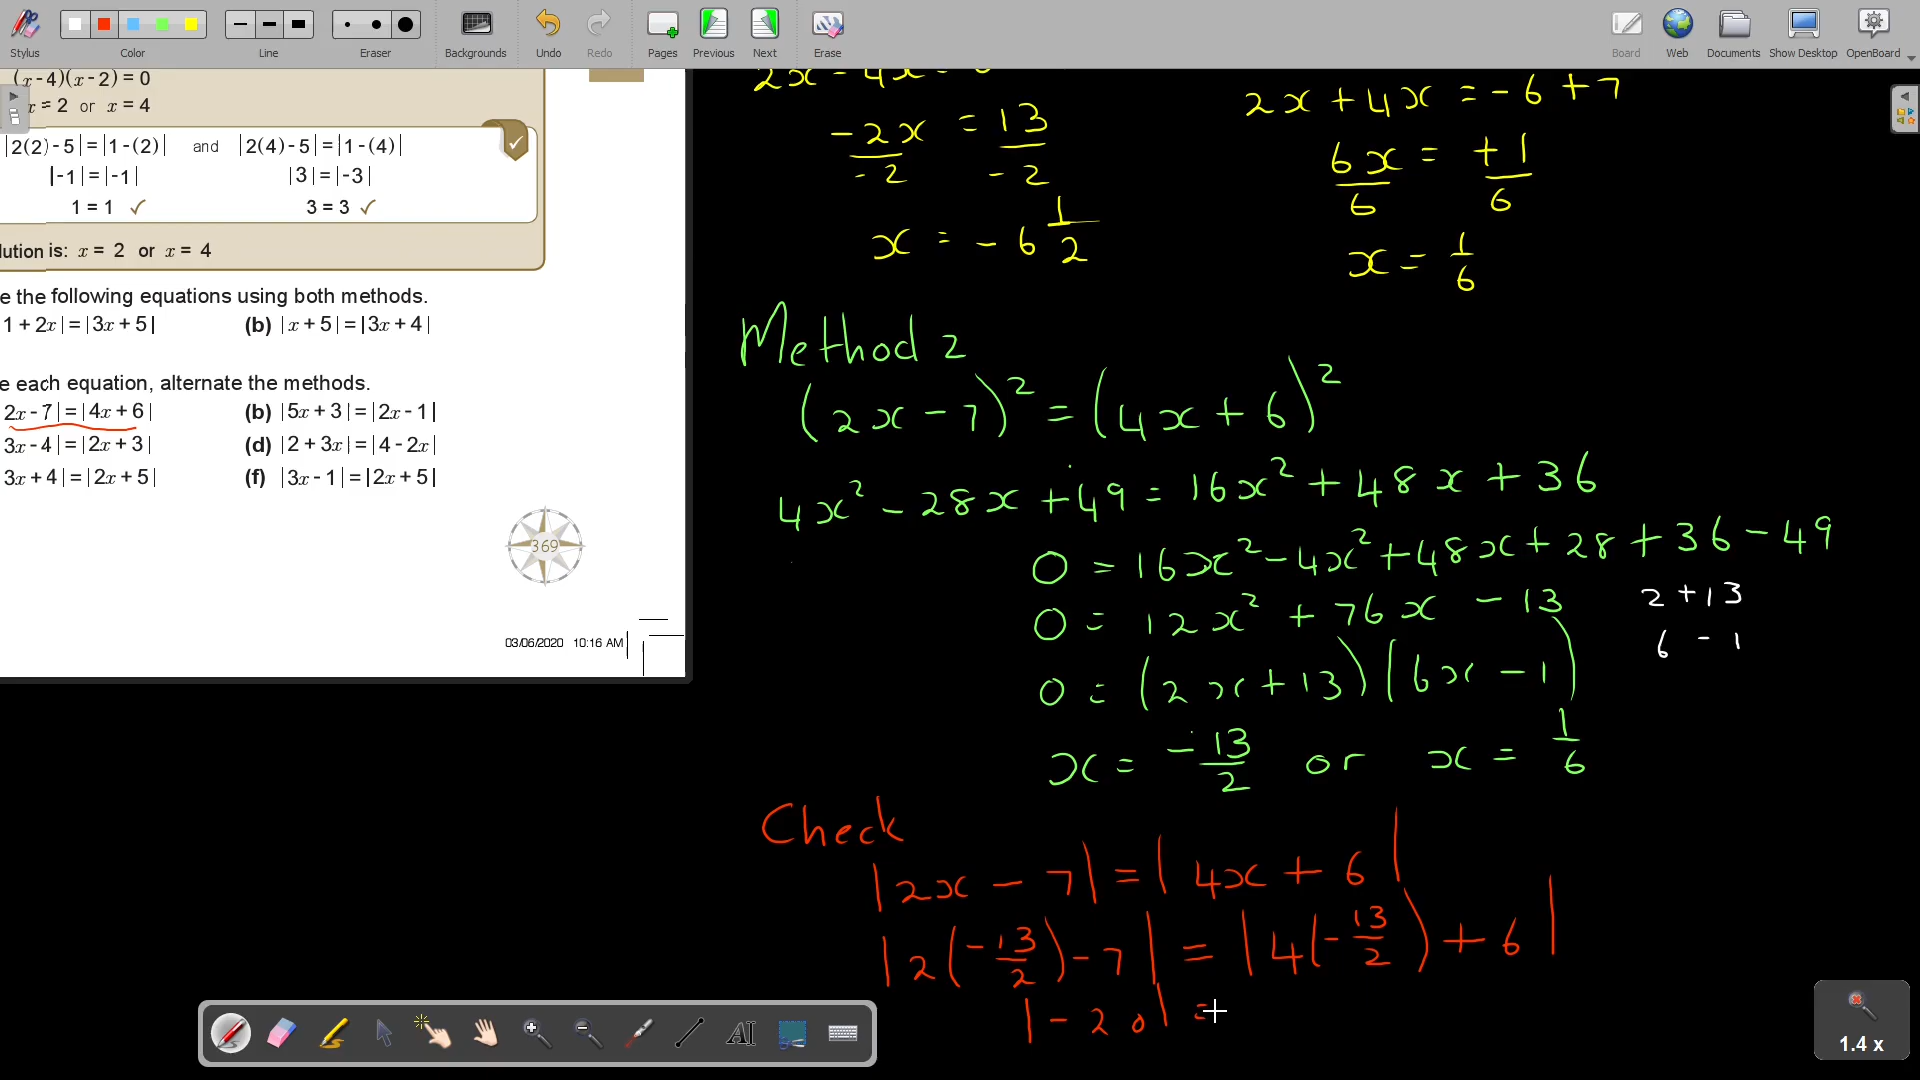 Stylus Color Line Eraser Backgrounds Undo Redo Pages Previous Next Erase Board Web Documents Show Desktop OpenBoard
(x-4)(x-2) = 0
x = 2 or x = 4
|2(2)-5| = |1-(2)| and |2(4)-5| = |1-(4)|
|-1| = |-1| |3| = |-3|
1 = 1 ✓ 3 = 3 ✓
lution is: x = 2 or x = 4
e the following equations using both methods.
1 + 2x| = |3x + 5| (b) |x + 5| = |3x + 4|
e each equation, alternate the methods.
2x - 7| = |4x + 6| (b) |5x + 3| = |2x - 1|
3x - 4| = |2x + 3| (d) |2 + 3x| = |4 - 2x|
3x + 4| = |2x + 5| (f) |3x - 1| = |2x + 5|
369
03/06/2020 10:16 AM
-2x = 13
-2 -2
x = -6 1/2
2x + 4x = -6 + 7
6x = +1
6 6
x = 1/6
Method 2
(2x - 7)² = (4x + 6)²
4x² - 28x + 49 = 16x² + 48x + 36
0 = 16x² - 4x² + 48x + 28 + 36 - 49
0 = 12x² + 76x - 13
2 + 13
6 - 1
0 = (2x + 13)(6x - 1)
x = -13/2 or x = 1/6
Check
|2x - 7| = |4x + 6|
|2(-13/2) - 7| = |4(-13/2) + 6|
|-20| =
1.4 x